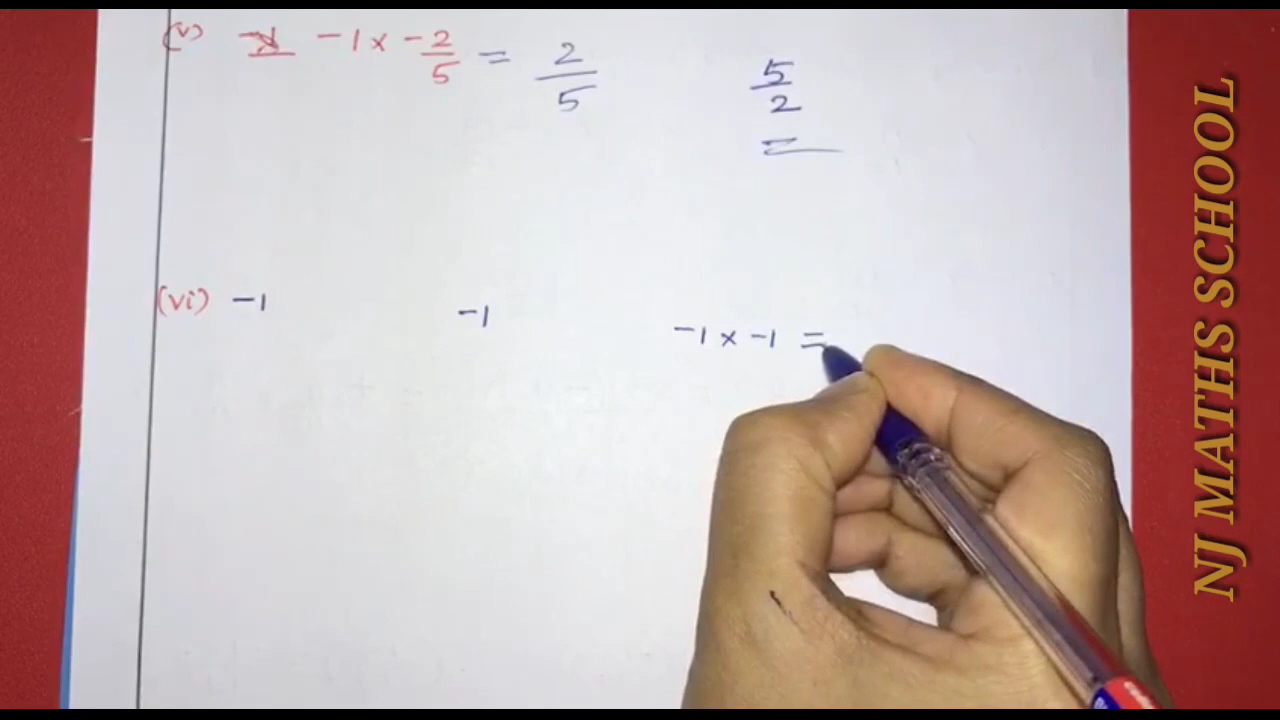 (v) -1 × -2/5 = 2/5 5/2
(vi) -1 -1 -1 × -1 =
NJ MATHS SCHOOL